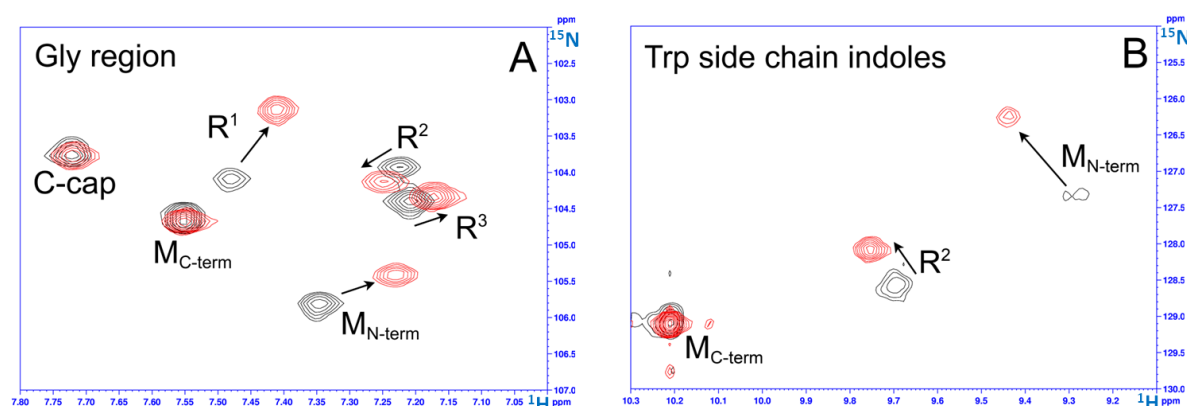 Gly region
A
ppm
15N
102.5
103.0
103.5
104.0
104.5
105.0
105.5
106.0
106.5
107.0
R1
R2
C-cap
R3
MC-term
MN-term
7.80 7.75 7.70 7.65 7.60 7.55 7.50 7.45 7.40 7.35 7.30 7.25 7.20 7.15 7.10 7.05 1H ppm
Trp side chain indoles
B
ppm
15N
125.5
126.0
126.5
127.0
127.5
128.0
128.5
129.0
129.5
130.0
MN-term
R2
MC-term
10.3 10.2 10.1 10.0 9.9 9.8 9.7 9.6 9.5 9.4 9.3 9.2 1H ppm